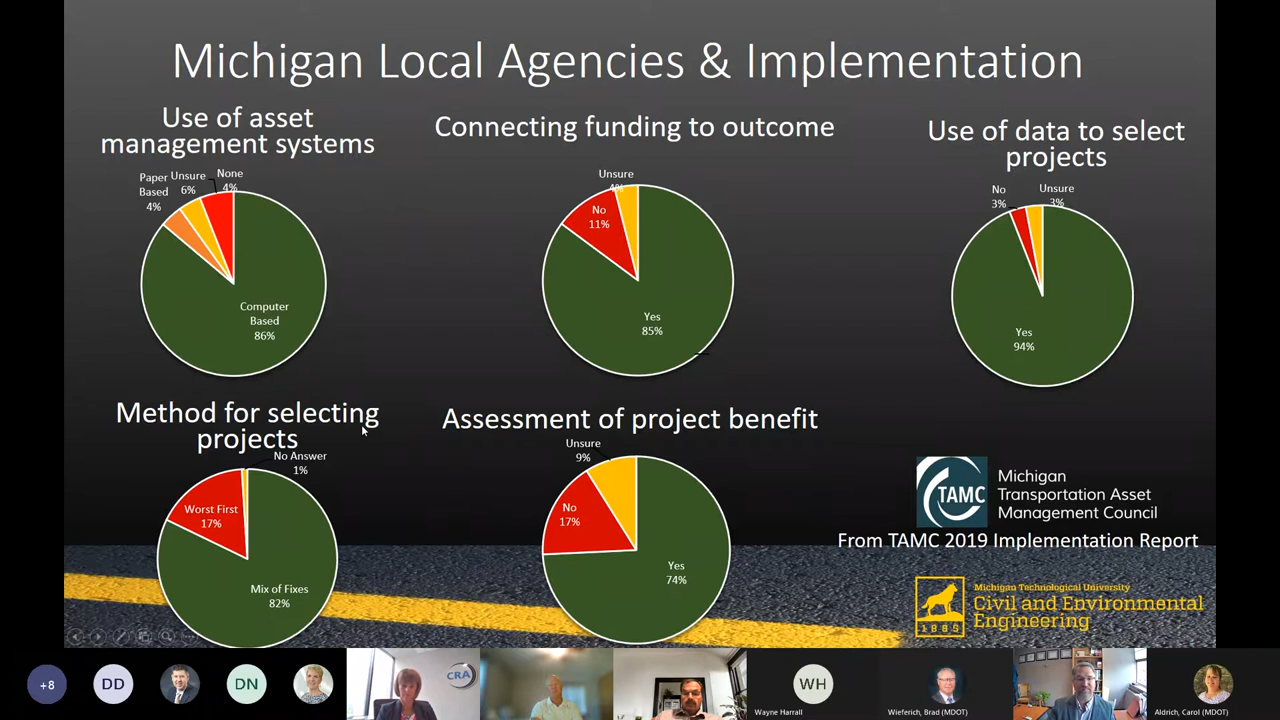 Michigan Local Agencies & Implementation
Use of asset
management systems
None
4%
Unsure
6%
Paper
Based
4%
Computer
Based
86%
Connecting funding to outcome
Unsure
4%
No
11%
Yes
85%
Use of data to select
projects
No
3%
Unsure
3%
Yes
94%
Method for selecting
projects
No Answer
1%
Worst First
17%
Mix of Fixes
82%
Assessment of project benefit
Unsure
9%
No
17%
Yes
74%
TAMC
Michigan
Transportation Asset
Management Council
From TAMC 2019 Implementation Report
1885
Michigan Technological University
Civil and Environmental
Engineering
+8
DD
DN
CRA
WH
Wayne Harrall
Wieferich, Brad (MDOT)
Aldrich, Carol (MDOT)